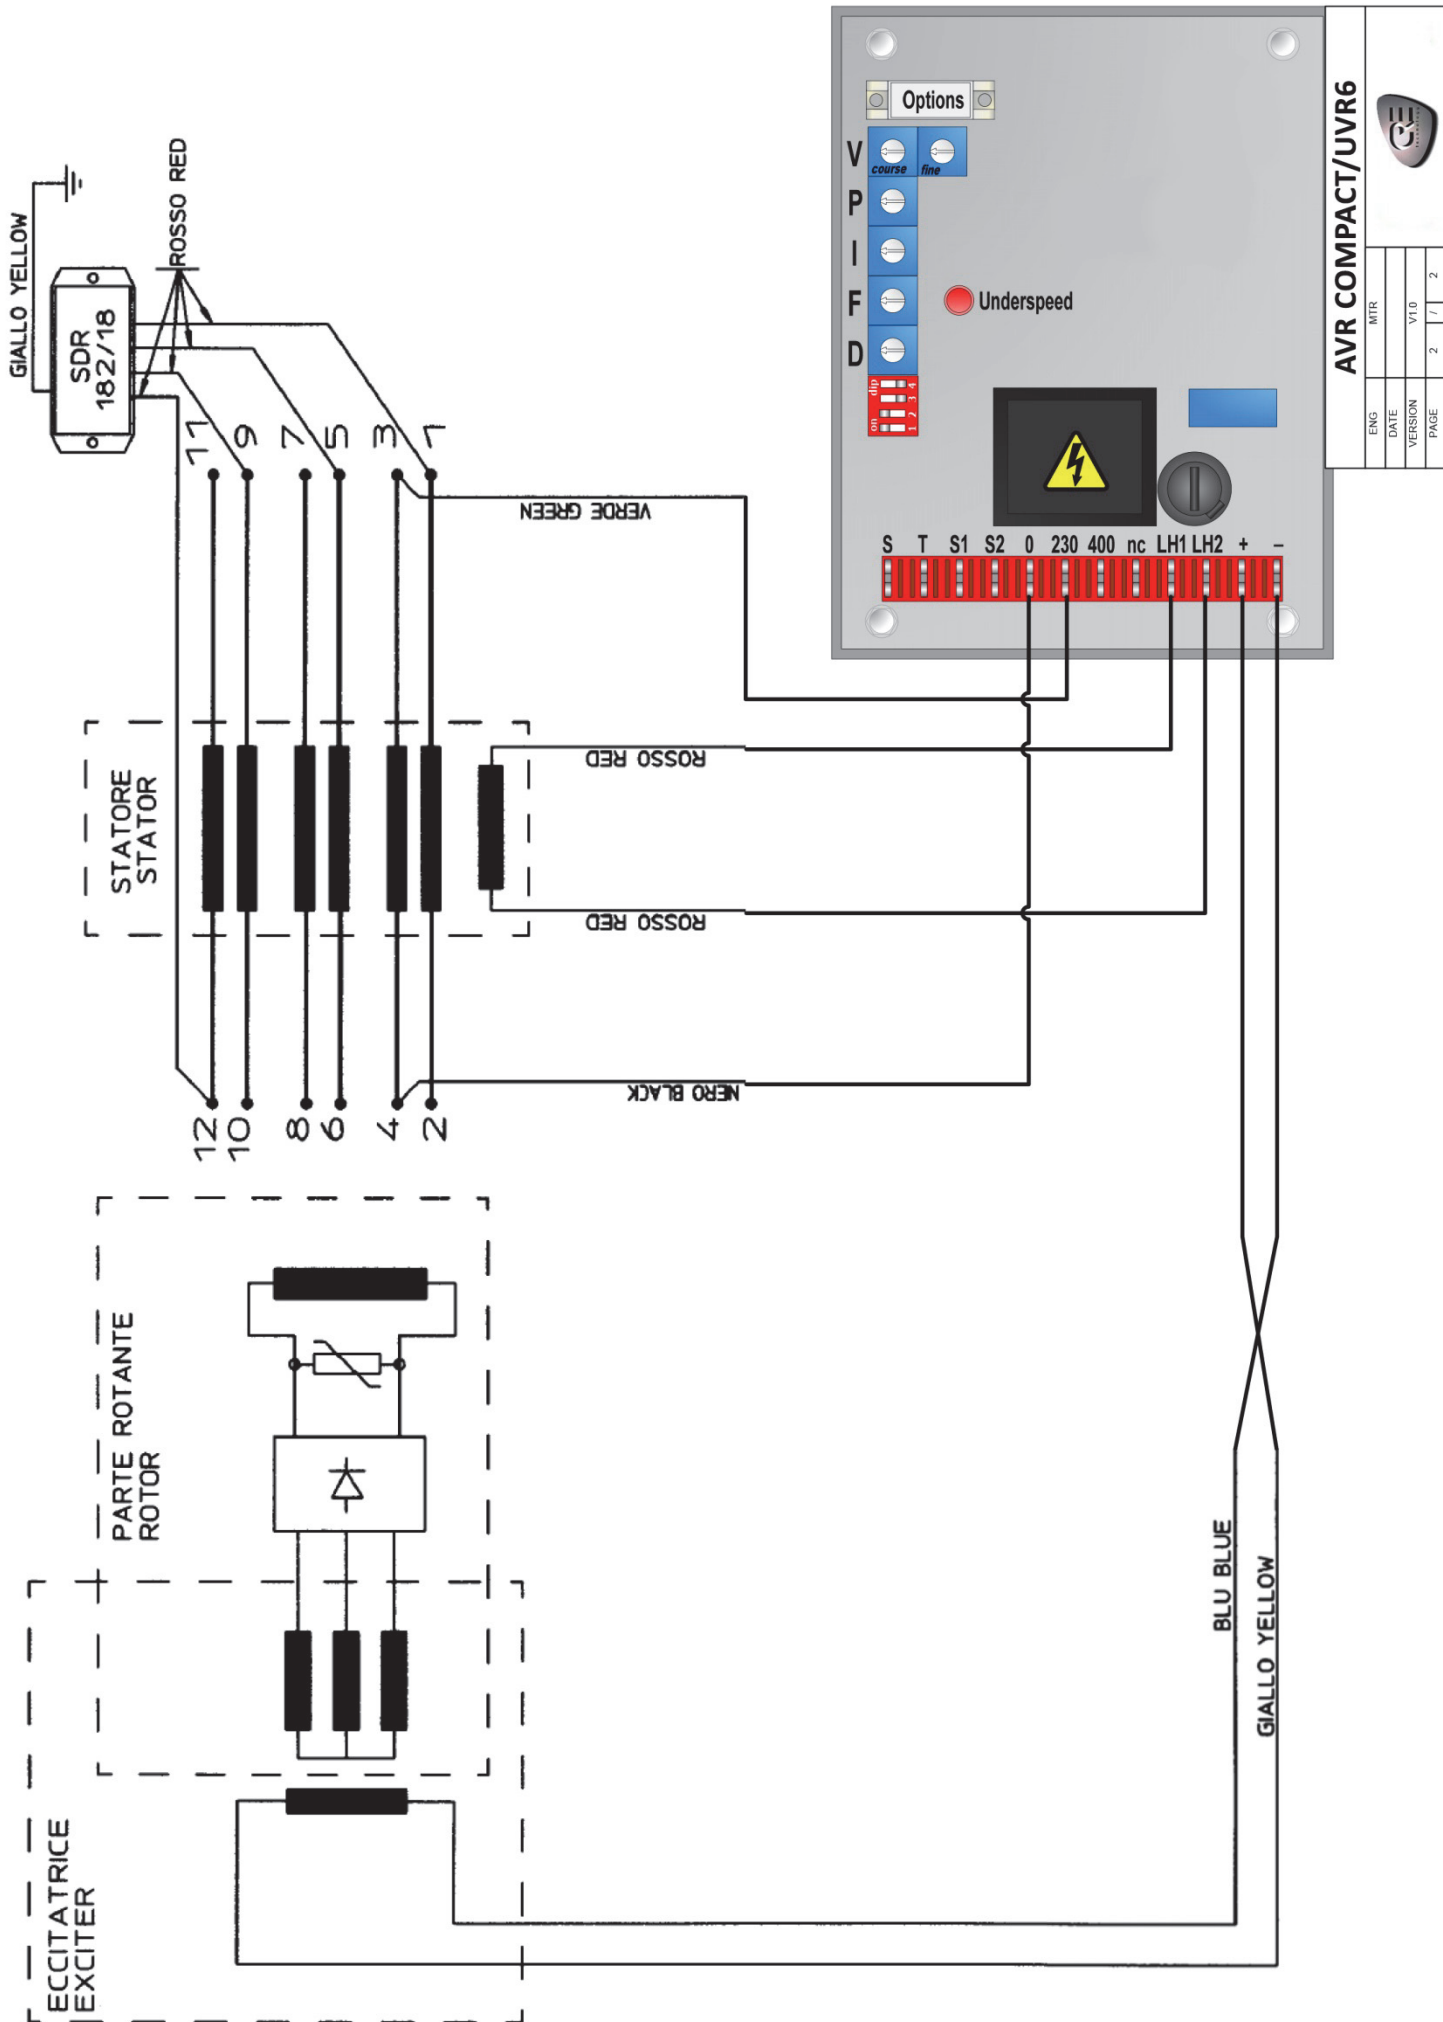 GIALLO YELLOW
SDR
182/18
ROSSO RED
11
9
7
5
3
1
VERDE GREEN
STATORE
STATOR
ROSSO RED
ROSSO RED
NERO BLACK
12
10
8
6
4
2
PARTE ROTANTE
ROTOR
ECCITATRICE
EXCITER
BLU BLUE
GIALLO YELLOW
Options
V
course
fine
P
I
F
D
Underspeed
on
dip
1 2 3 4
S T S1 S2 0 230 400 nc LH1 LH2 + –
AVR COMPACT/UVR6
ENG MTR
DATE
VERSION V1.0
PAGE 2 / 2